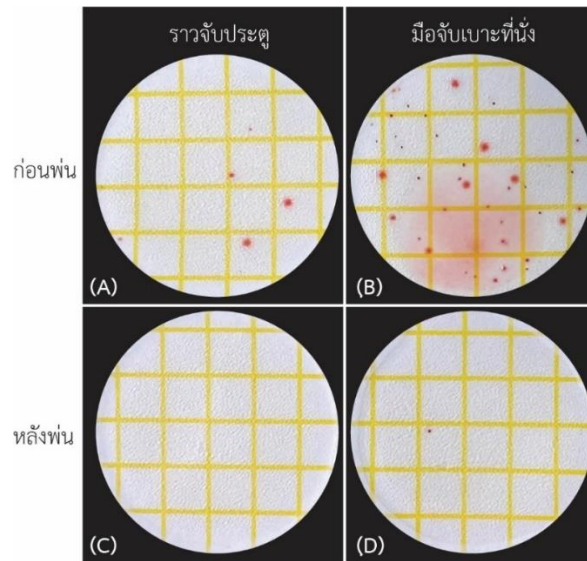 ราวจับประตู
มือจับเบาะที่นั่ง
ก่อนพ่น
(A)
(B)
หลังพ่น
(C)
(D)